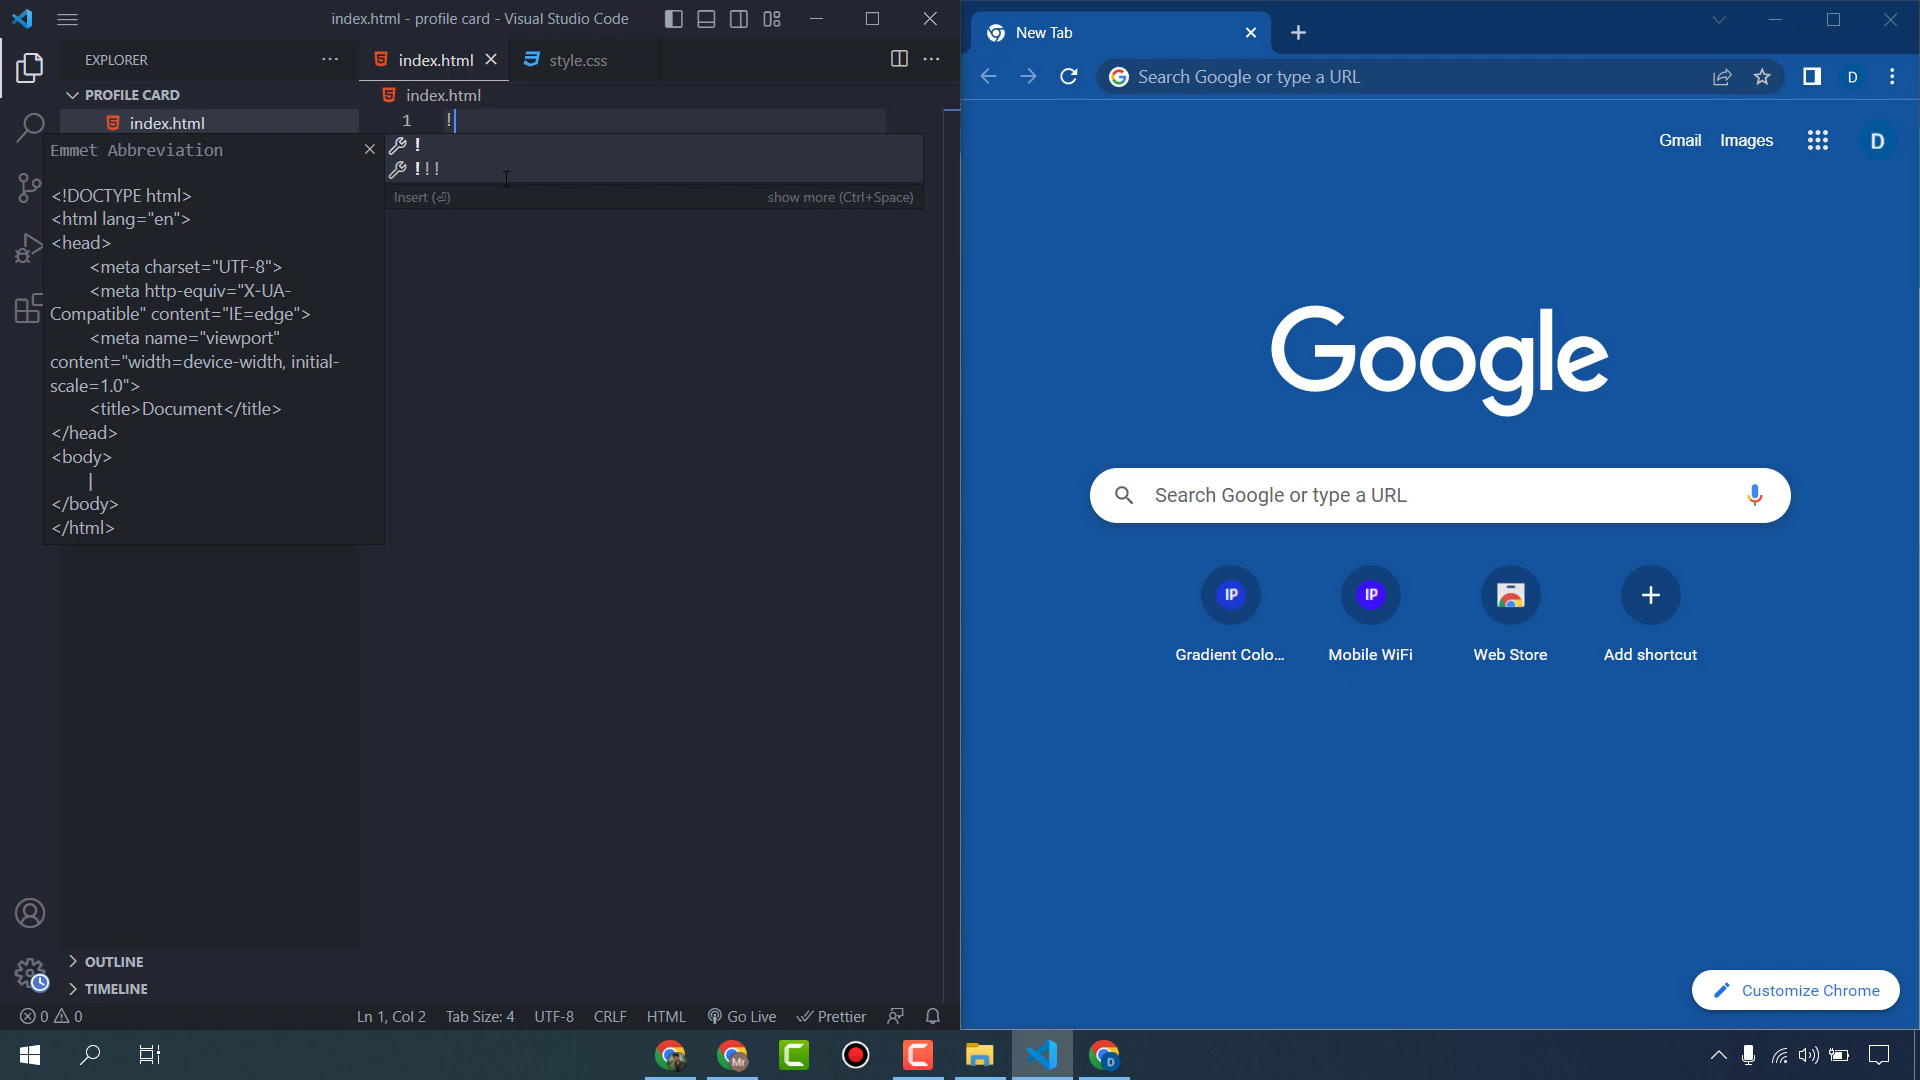 index.html - profile card - Visual Studio Code
EXPLORER
index.html
style.css
PROFILE CARD
index.html
index.html
1
!
Emmet Abbreviation
<!DOCTYPE html>
<html lang="en">
<head>
<meta charset="UTF-8">
<meta http-equiv="X-UA-
Compatible" content="IE=edge">
<meta name="viewport"
content="width=device-width, initial-
scale=1.0">
<title>Document</title>
</head>
<body>
|
</body>
</html>
!
!!!
Insert (⏎)
show more (Ctrl+Space)
OUTLINE
TIMELINE
0 0
Ln 1, Col 2
Tab Size: 4
UTF-8
CRLF
HTML
Go Live
Prettier
New Tab
Search Google or type a URL
D
Gmail
Images
D
Google
Search Google or type a URL
IP
IP
Gradient Colo...
Mobile WiFi
Web Store
Add shortcut
Customize Chrome
Mr
D